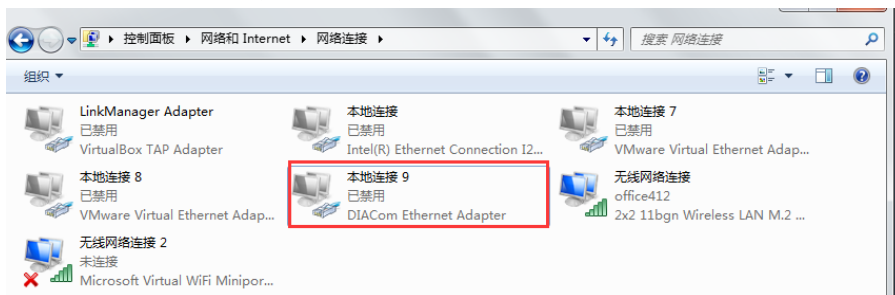 控制面板 ▸ 网络和 Internet ▸ 网络连接 ▸
搜索 网络连接
组织
LinkManager Adapter
已禁用
VirtualBox TAP Adapter
本地连接
已禁用
Intel(R) Ethernet Connection I2...
本地连接 7
已禁用
VMware Virtual Ethernet Adap...
本地连接 8
已禁用
VMware Virtual Ethernet Adap...
本地连接 9
已禁用
DIACom Ethernet Adapter
无线网络连接
office412
2x2 11bgn Wireless LAN M.2 ...
无线网络连接 2
未连接
Microsoft Virtual WiFi Minipor...